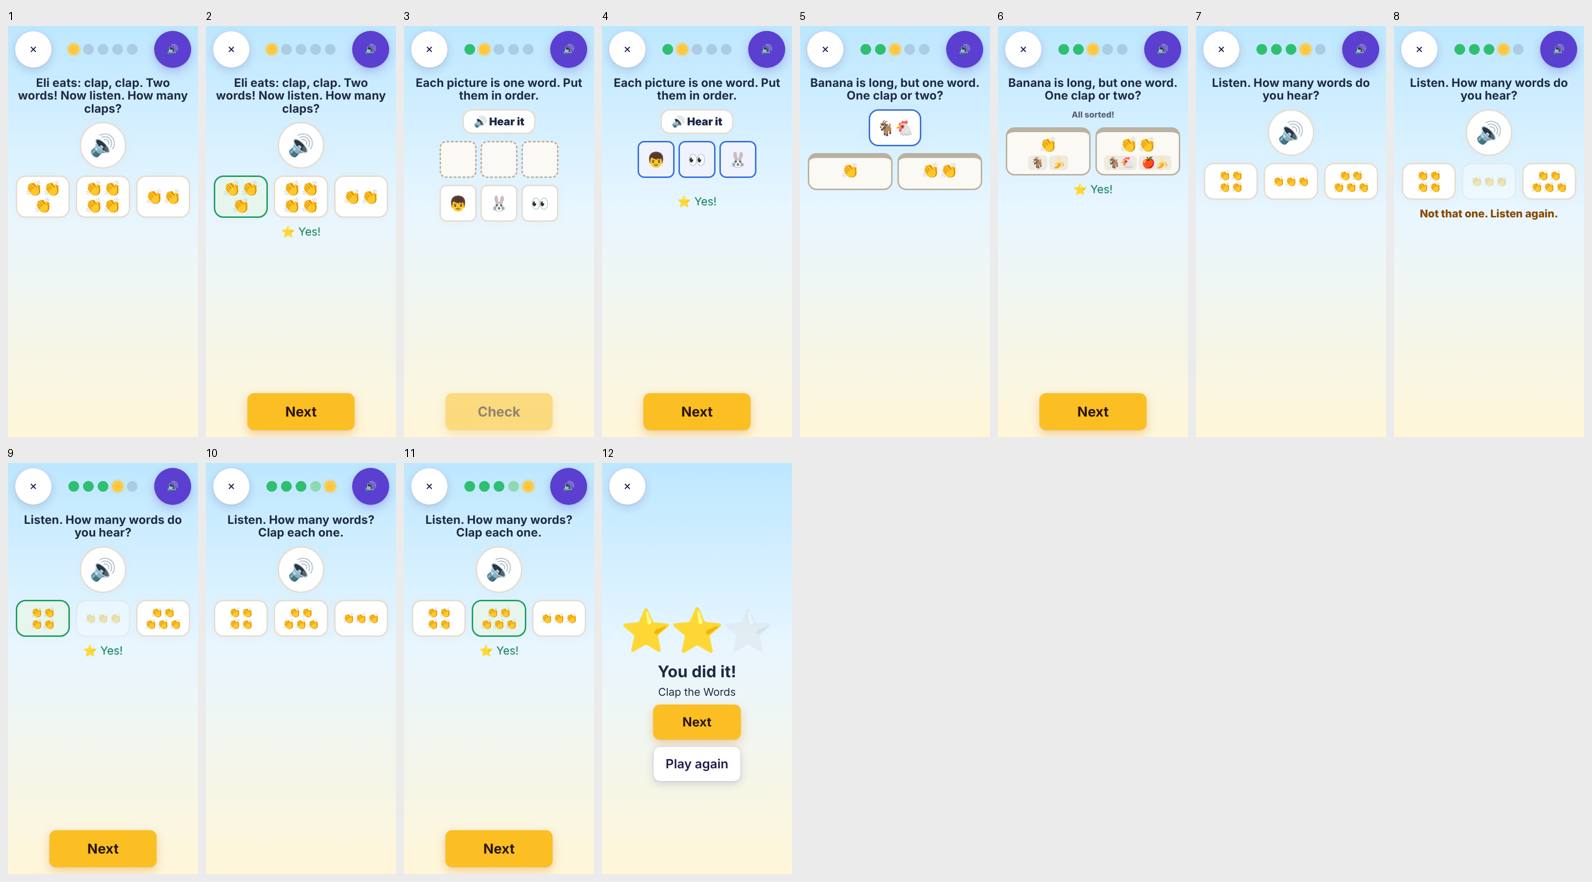 1
Eli eats: clap, clap. Two
words! Now listen. How many
claps?
2
Eli eats: clap, clap. Two
words! Now listen. How many
claps?
Yes!
Next
3
Each picture is one word. Put
them in order.
Hear it
Check
4
Each picture is one word. Put
them in order.
Hear it
Yes!
Next
5
Banana is long, but one word.
One clap or two?
6
Banana is long, but one word.
One clap or two?
All sorted!
Yes!
Next
7
Listen. How many words do
you hear?
8
Listen. How many words do
you hear?
Not that one. Listen again.
9
Listen. How many words do
you hear?
Yes!
Next
10
Listen. How many words?
Clap each one.
11
Listen. How many words?
Clap each one.
Yes!
Next
12
You did it!
Clap the Words
Next
Play again